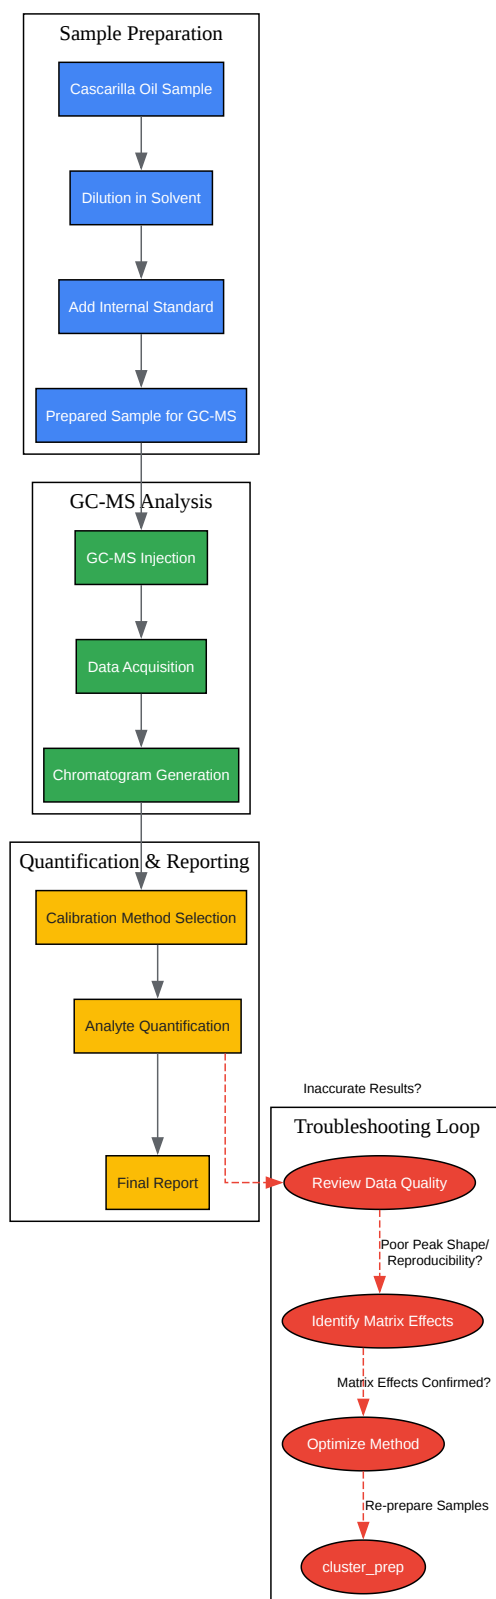 Sample Preparation
Cascarilla Oil Sample
Dilution in Solvent
Add Internal Standard
Prepared Sample for GC-MS
GC-MS Analysis
GC-MS Injection
Data Acquisition
Chromatogram Generation
Quantification & Reporting
Calibration Method Selection
Analyte Quantification
Final Report
Inaccurate Results?
Troubleshooting Loop
Review Data Quality
Poor Peak Shape/
Reproducibility?
Identify Matrix Effects
Matrix Effects Confirmed?
Optimize Method
Re-prepare Samples
cluster_prep